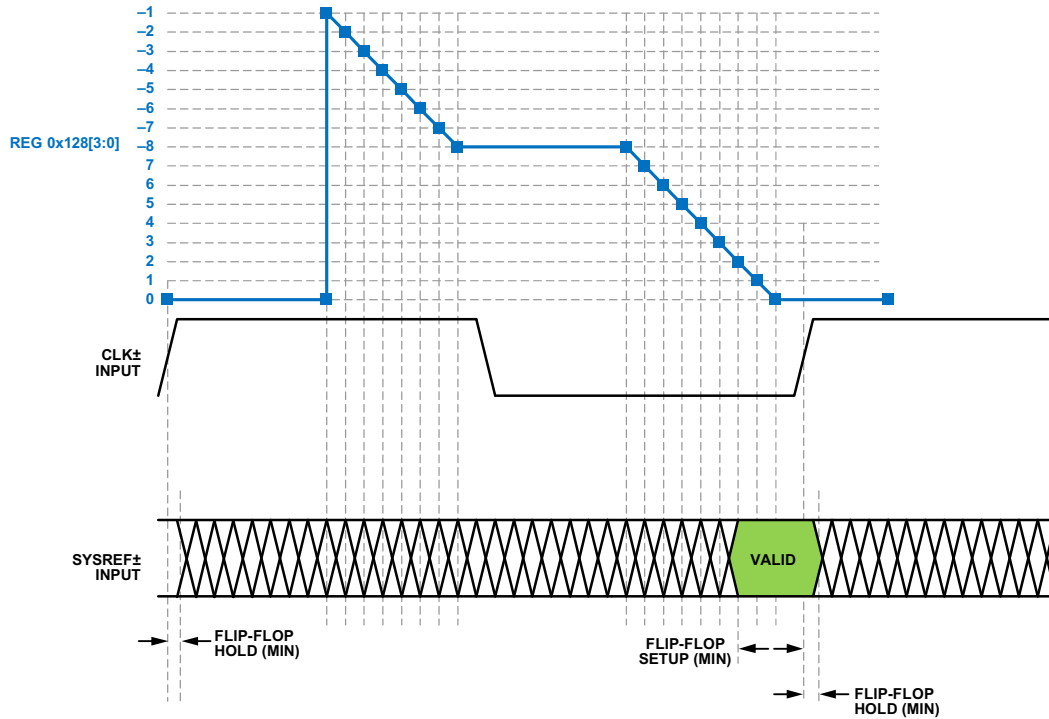 –1
–2
–3
–4
–5
–6
–7
REG 0x128[3:0]
–8
7
6
5
4
3
2
1
0
CLK±
INPUT
SYSREF±
INPUT
VALID
FLIP-FLOP
HOLD (MIN)
FLIP-FLOP
SETUP (MIN)
FLIP-FLOP
HOLD (MIN)